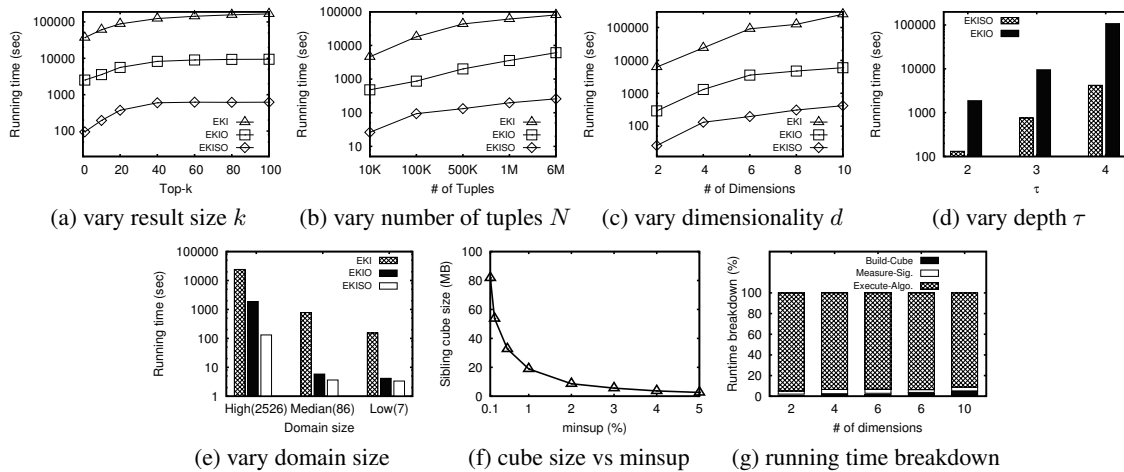 Running time (sec)
100000
10000
1000
100
EKI
EKIO
EKISO
0 20 40 60 80 100
Top-k
(a) vary result size k
Running time (sec)
10000
1000
100
10
EKI
EKIO
EKISO
10K 100K 500K 1M 6M
# of Tuples
(b) vary number of tuples N
Running time (sec)
100000
10000
1000
100
EKI
EKIO
EKISO
2 4 6 8 10
# of Dimensions
(c) vary dimensionality d
Running time (sec)
100000
10000
1000
100
EKISO
EKIO
2 3 4
τ
(d) vary depth τ
Running time (sec)
100000
10000
1000
100
10
1
EKI
EKIO
EKISO
High(2526) Median(86) Low(7)
Domain size
(e) vary domain size
Sibling cube size (MB)
100
80
60
40
20
0
0.1 1 2 3 4 5
minsup (%)
(f) cube size vs minsup
Runtime breakdown (%)
Build-Cube
Measure-Sig.
Execute-Algo.
100
80
60
40
20
0
2 4 6 6 10
# of dimensions
(g) running time breakdown